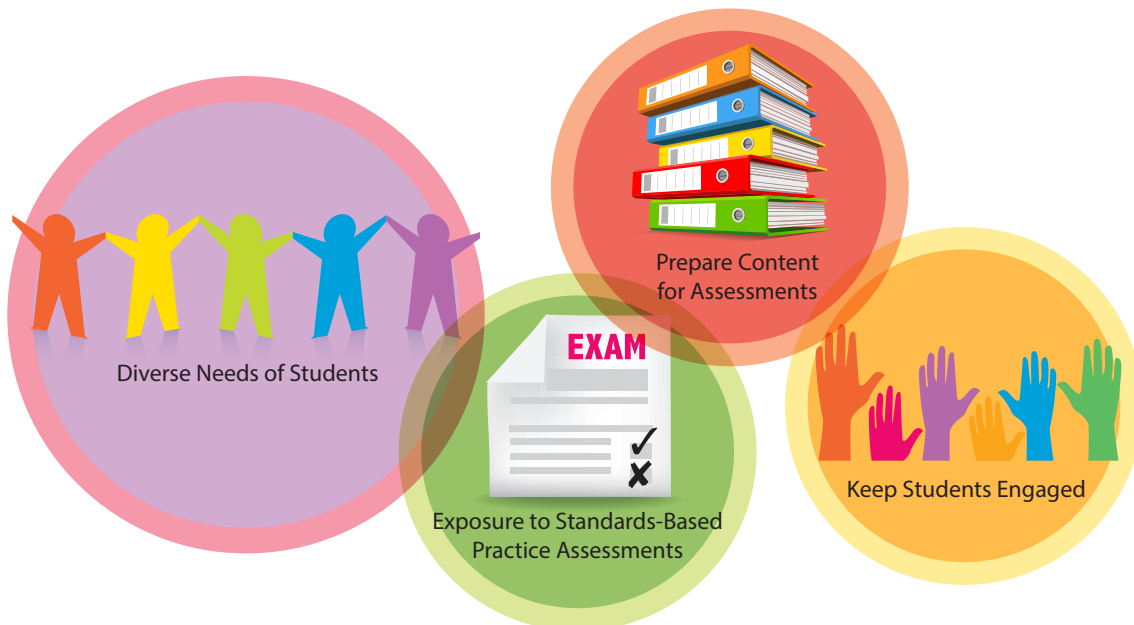 Prepare Content
for Assessments
EXAM
Diverse Needs of Students
Exposure to Standards-Based
Practice Assessments
Keep Students Engaged